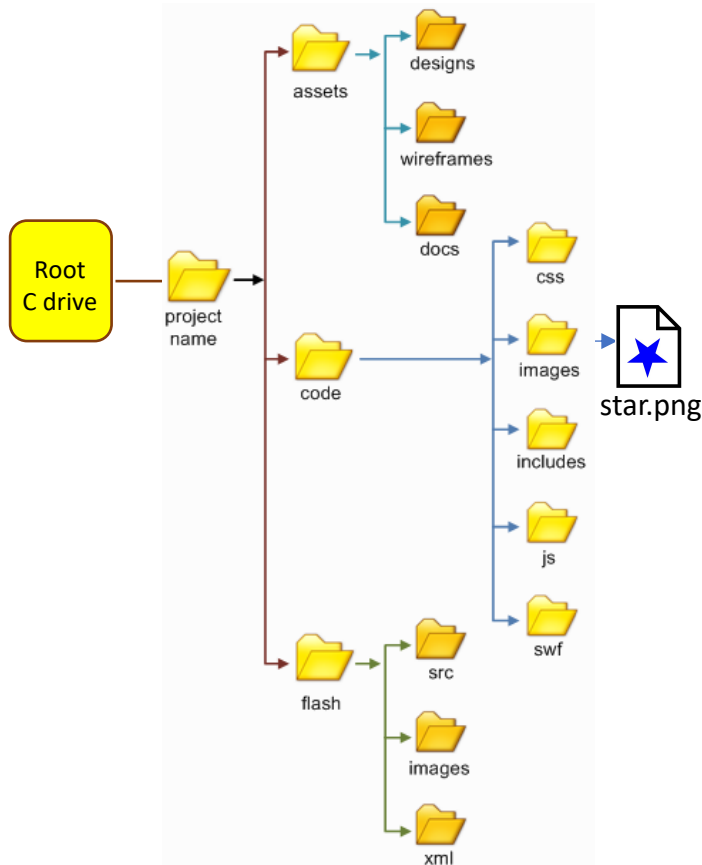 Root
C drive
project
name
assets
designs
wireframes
docs
code
css
images
star.png
includes
js
swf
flash
src
images
xml